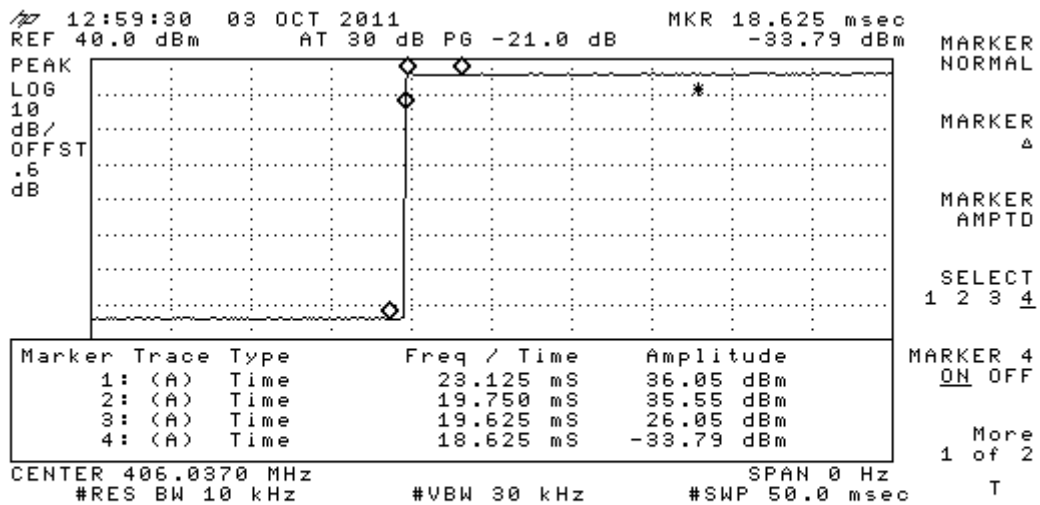 hp 12:59:30 03 OCT 2011 MKR 18.625 msec
REF 40.0 dBm AT 30 dB PG -21.0 dB -33.79 dBm
PEAK
LOG
10
dB/
OFFST
.6
dB
MARKER
NORMAL
MARKER
Δ
MARKER
AMPTD
SELECT
1 2 3 4
MARKER 4
ON OFF
More
1 of 2
*
Marker Trace Type Freq / Time Amplitude
1: (A) Time 23.125 mS 36.05 dBm
2: (A) Time 19.750 mS 35.55 dBm
3: (A) Time 19.625 mS 26.05 dBm
4: (A) Time 18.625 mS -33.79 dBm
CENTER 406.0370 MHz SPAN 0 Hz
#RES BW 10 kHz #VBW 30 kHz #SWP 50.0 msec
T